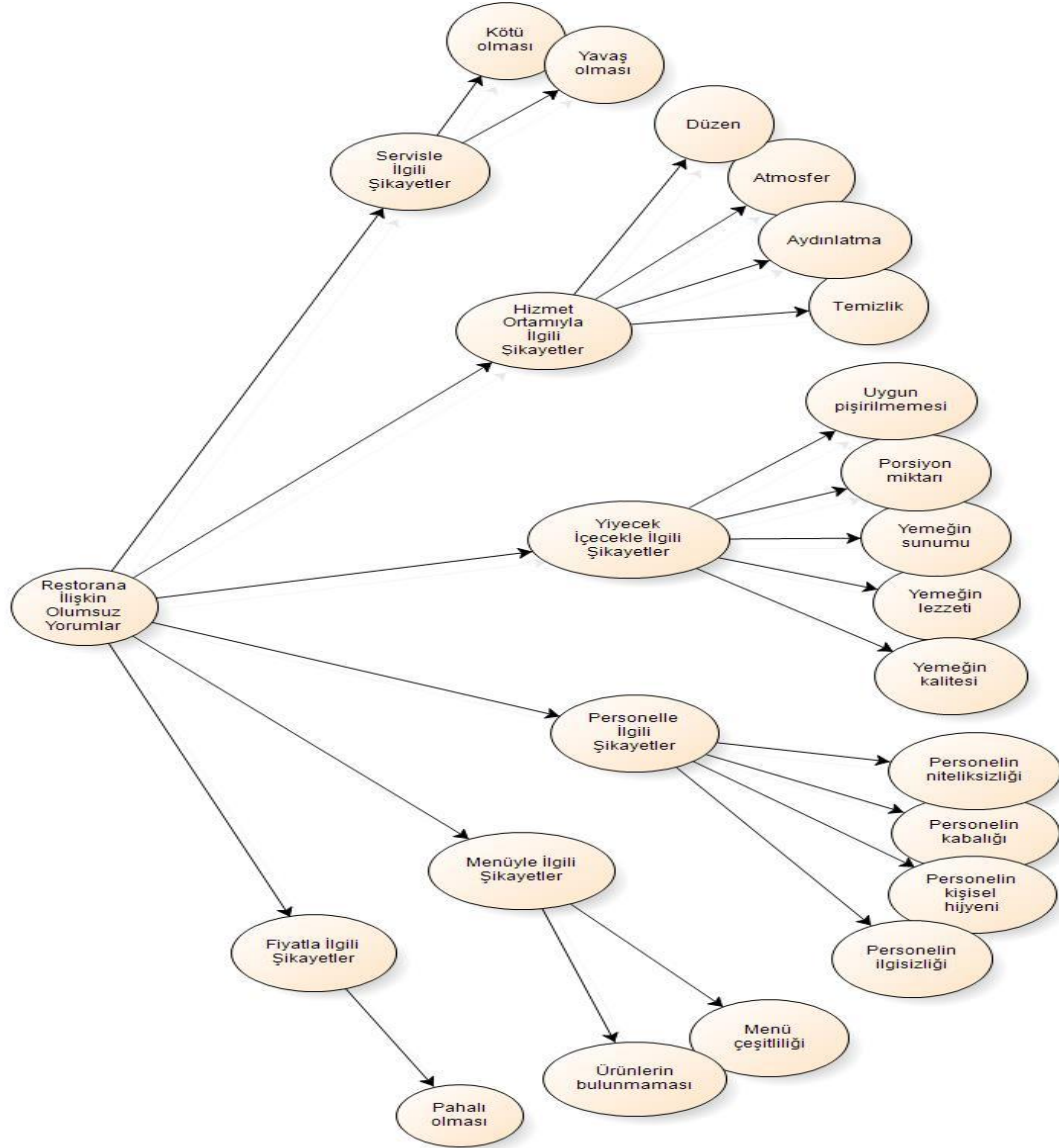 Kötü
olması
Yavaş
olması
Servisle
İlgili
Şikayetler
Düzen
Atmosfer
Aydınlatma
Temizlik
Hizmet
Ortamıyla
İlgili
Şikayetler
Uygun
pişirilmemesi
Porsiyon
miktarı
Yemeğin
sunumu
Yemeğin
lezzeti
Yemeğin
kalitesi
Yiyecek
İçecekle İlgili
Şikayetler
Restorana
İlişkin
Olumsuz
Yorumlar
Personelle
İlgili
Şikayetler
Personelin
niteliksizliği
Personelin
kabalığı
Personelin
kişisel
hijyeni
Personelin
ilgisizliği
Menüyle İlgili
Şikayetler
Menü
çeşitliliği
Ürünlerin
bulunmaması
Fiyatla İlgili
Şikayetler
Pahalı
olması